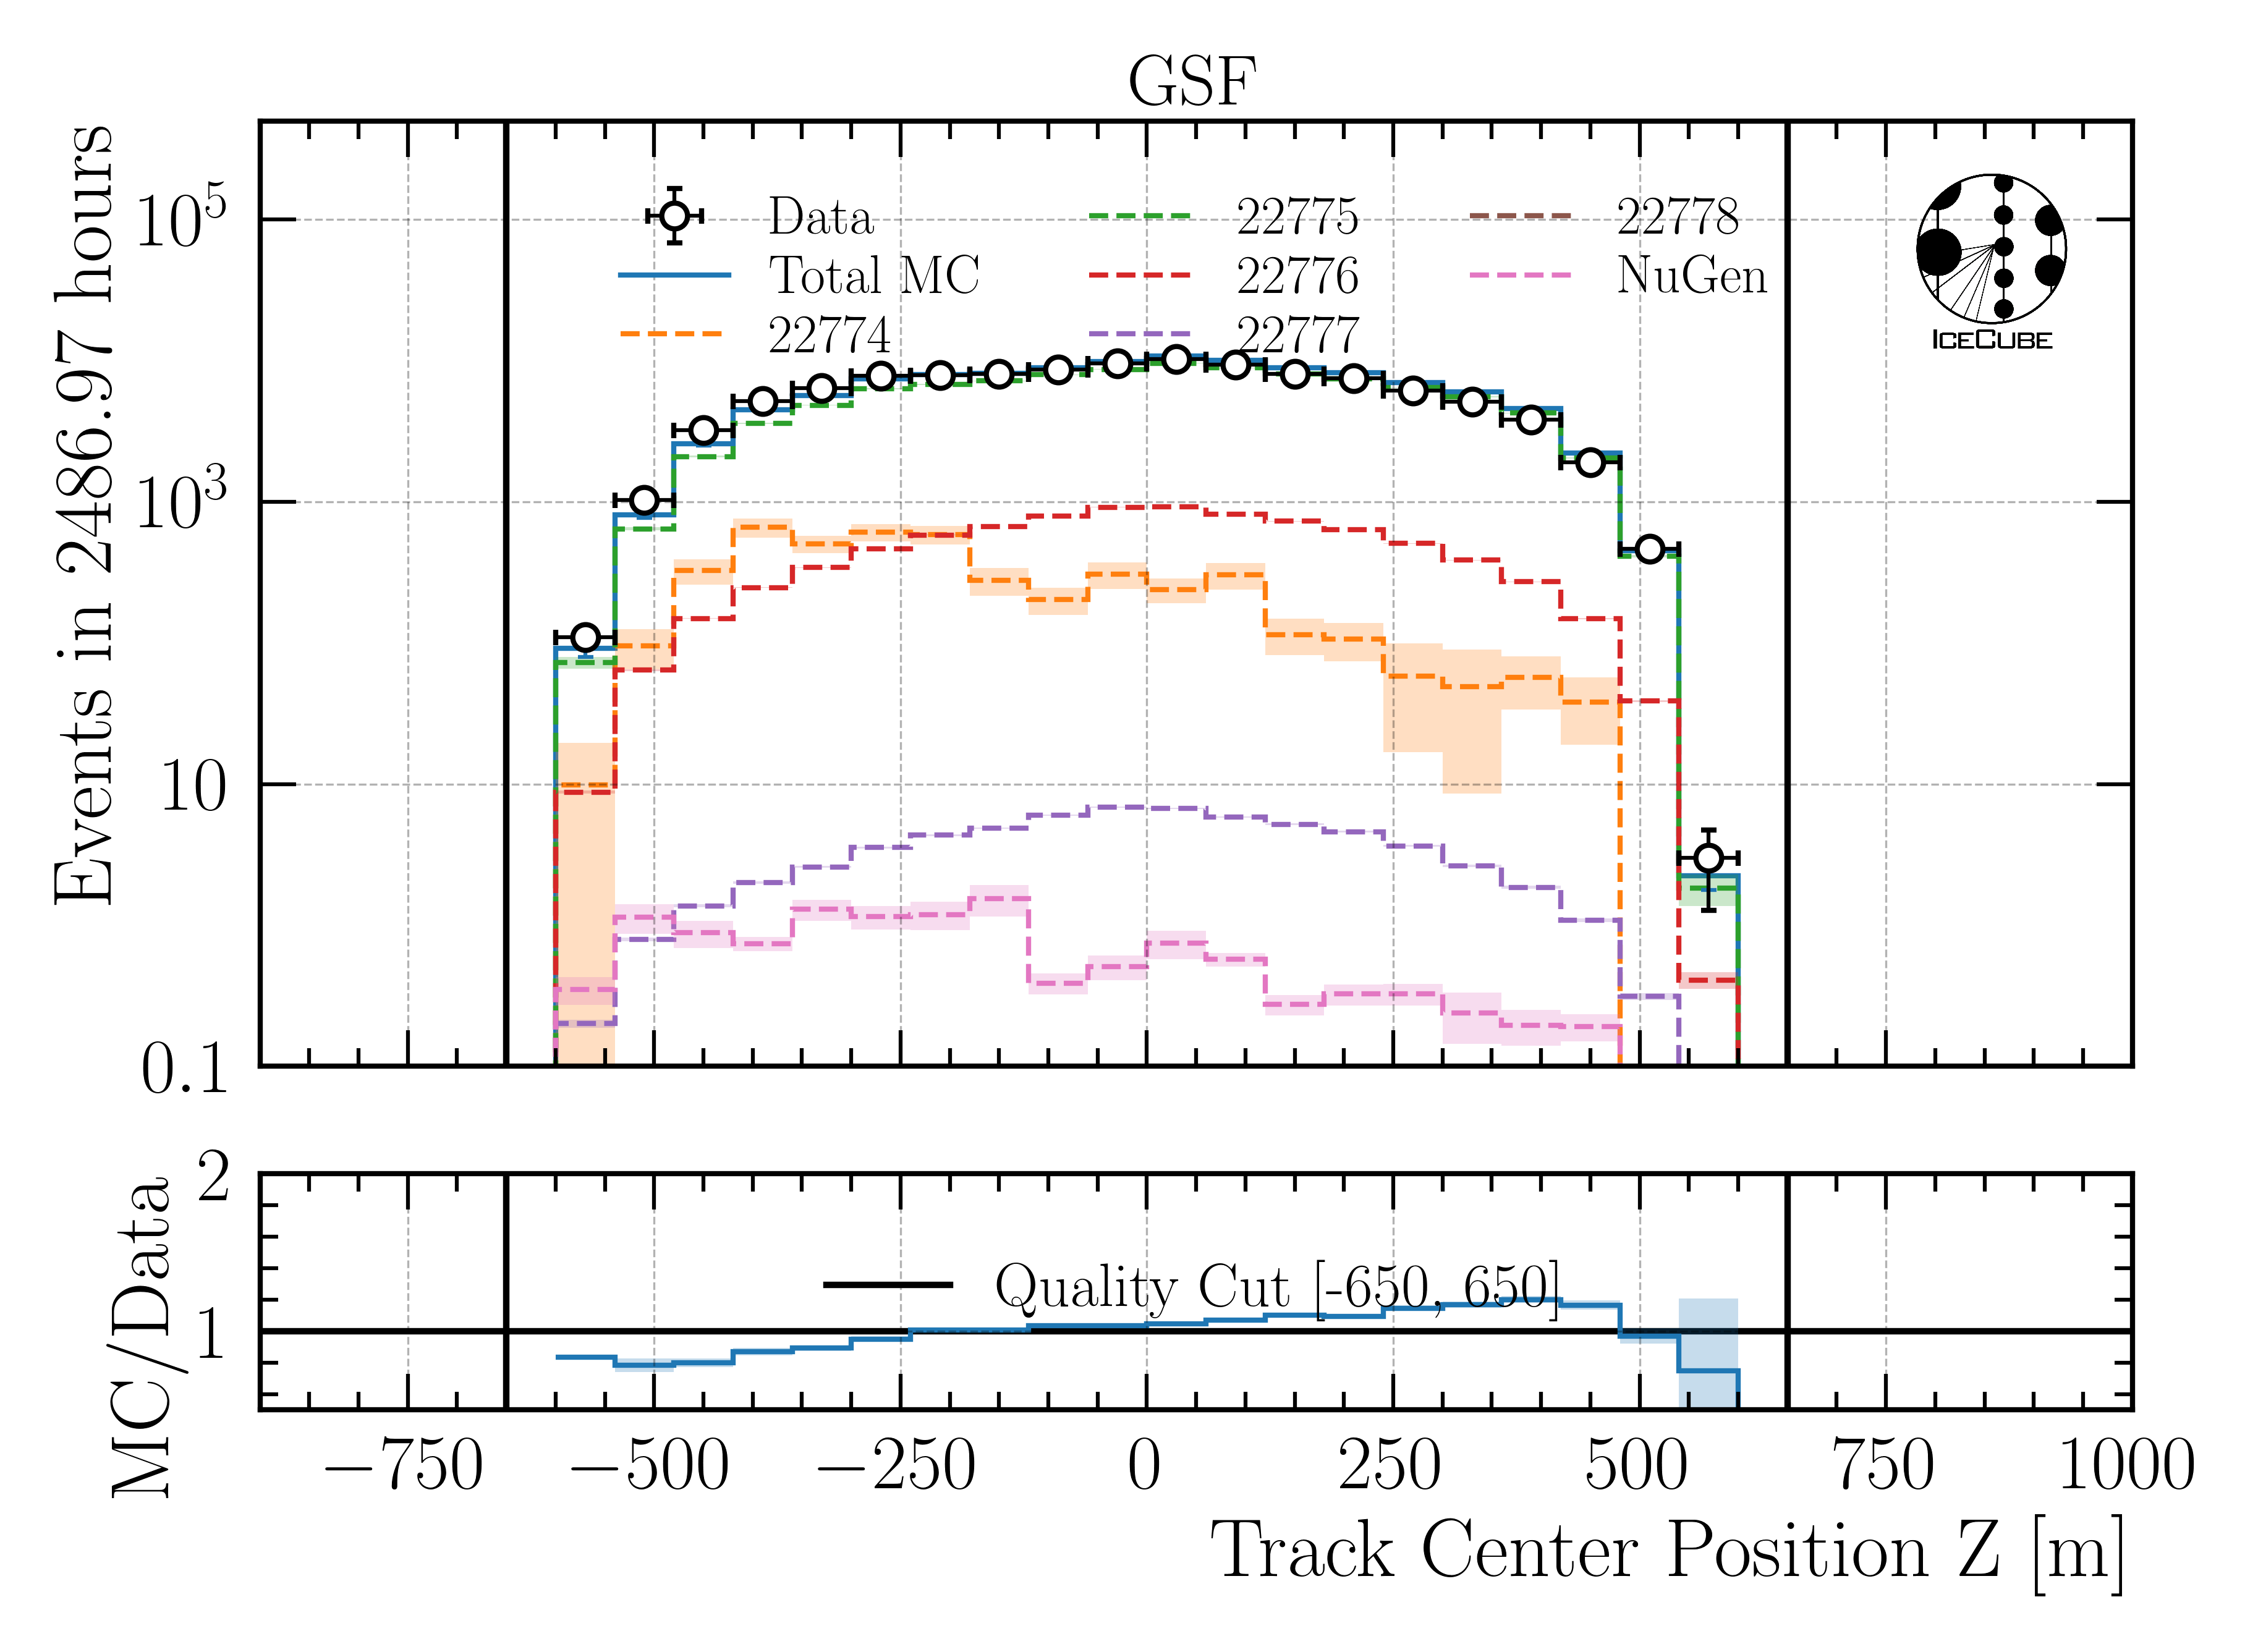 GSF
Events in 2486.97 hours
10^5
10^3
10
0.1
Data
Total MC
22774
22775
22776
22777
22778
NuGen
ICECUBE
MC/Data
2
1
Quality Cut [-650, 650]
−750 −500 −250 0 250 500 750 1000
Track Center Position Z [m]